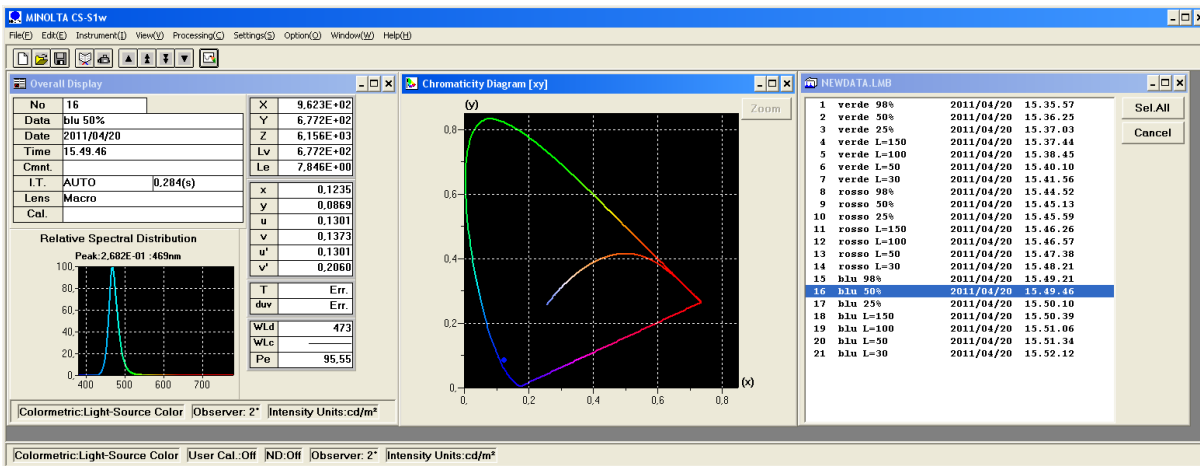 MINOLTA CS-S1w
File(F) Edit(E) Instrument(I) View(V) Processing(C) Settings(S) Option(O) Window(W) Help(H)
Overall Display
No 16
Data blu 50%
Date 2011/04/20
Time 15.49.46
Cmnt.
I.T. AUTO 0,284(s)
Lens Macro
Cal.
X 9,623E+02
Y 6,772E+02
Z 6,156E+03
Lv 6,772E+02
Le 7,846E+00
x 0,1235
y 0,0869
u 0,1301
v 0,1373
u' 0,1301
v' 0,2060
T Err.
duv Err.
WLd 473
WLc ———
Pe 95,55
Relative Spectral Distribution
Peak:2,682E-01 :469nm
100,
80,
60,
40,
20,
0,
400 500 600 700
Colormetric:Light-Source Color Observer: 2° Intensity Units:cd/m²
Chromaticity Diagram [xy]
(y)
Zoom
0,8
0,6
0,4
0,2
0,
0, 0,2 0,4 0,6 0,8
(x)
NEWDATA.LMB
1 verde 98% 2011/04/20 15.35.57
2 verde 50% 2011/04/20 15.36.25
3 verde 25% 2011/04/20 15.37.03
4 verde L=150 2011/04/20 15.37.44
5 verde L=100 2011/04/20 15.38.45
6 verde L=50 2011/04/20 15.40.10
7 verde L=30 2011/04/20 15.41.56
8 rosso 98% 2011/04/20 15.44.52
9 rosso 50% 2011/04/20 15.45.13
10 rosso 25% 2011/04/20 15.45.59
11 rosso L=150 2011/04/20 15.46.26
12 rosso L=100 2011/04/20 15.46.57
13 rosso L=50 2011/04/20 15.47.38
14 rosso L=30 2011/04/20 15.48.21
15 blu 98% 2011/04/20 15.49.21
16 blu 50% 2011/04/20 15.49.46
17 blu 25% 2011/04/20 15.50.10
18 blu L=150 2011/04/20 15.50.39
19 blu L=100 2011/04/20 15.51.06
20 blu L=50 2011/04/20 15.51.34
21 blu L=30 2011/04/20 15.52.12
Sel.All
Cancel
Colormetric:Light-Source Color User Cal.:Off ND:Off Observer: 2° Intensity Units:cd/m²